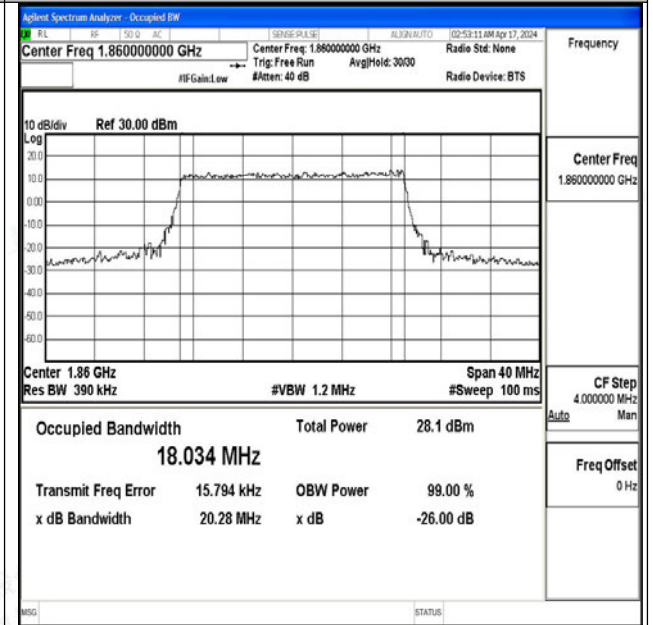 Agilent Spectrum Analyzer - Occupied BW
RL RF 50 Ω AC SENSE:PULSE ALIGN AUTO 02:53:11 AM Apr 17, 2024
Center Freq 1.860000000 GHz
Center Freq: 1.860000000 GHz
Radio Std: None
Trig: Free Run Avg|Hold: 30/30
#IFGain:Low #Atten: 40 dB Radio Device: BTS
Frequency
10 dB/div Ref 30.00 dBm
Log
20.0
10.0
0.00
-10.0
-20.0
-30.0
-40.0
-50.0
-60.0
Center 1.86 GHz Span 40 MHz
Res BW 390 kHz #VBW 1.2 MHz #Sweep 100 ms
Occupied Bandwidth Total Power 28.1 dBm
18.034 MHz
Transmit Freq Error 15.794 kHz OBW Power 99.00 %
x dB Bandwidth 20.28 MHz x dB -26.00 dB
Center Freq
1.860000000 GHz
CF Step
4.000000 MHz
Auto Man
Freq Offset
0 Hz
MSG STATUS